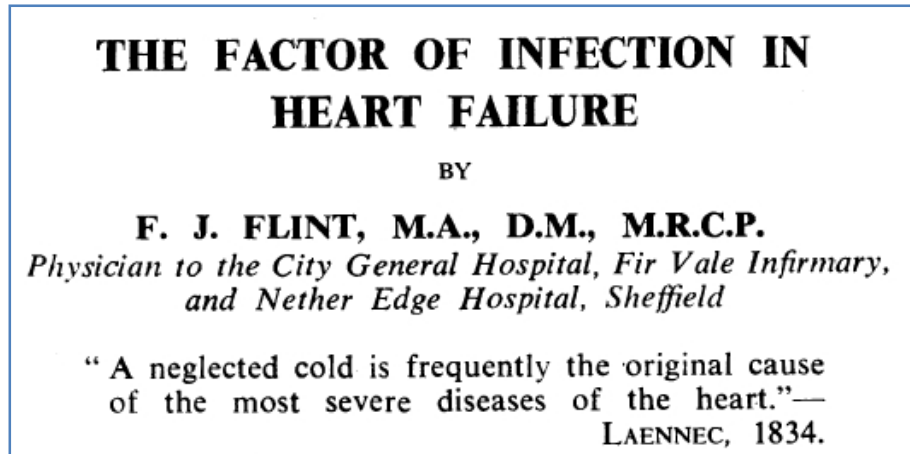 THE FACTOR OF INFECTION IN
HEART FAILURE
BY
F. J. FLINT, M.A., D.M., M.R.C.P.
Physician to the City General Hospital, Fir Vale Infirmary,
and Nether Edge Hospital, Sheffield
“ A neglected cold is frequently the original cause
of the most severe diseases of the heart.”—
LAENNEC, 1834.